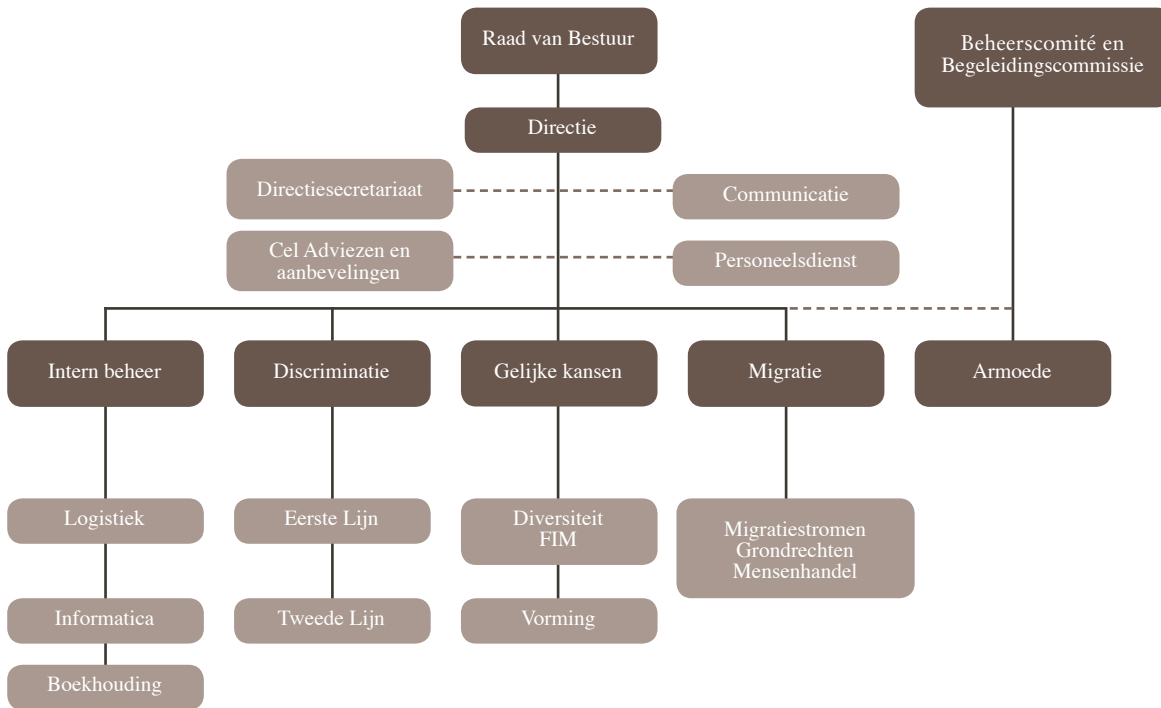 Raad van Bestuur
Beheerscomité en
Begeleidingscommissie
Directie
Directiesecretariaat
Communicatie
Cel Adviezen en
aanbevelingen
Personeelsdienst
Intern beheer
Discriminatie
Gelijke kansen
Migratie
Armoede
Logistiek
Eerste Lijn
Diversiteit
FIM
Migratiestromen
Grondrechten
Mensenhandel
Informatica
Tweede Lijn
Vorming
Boekhouding